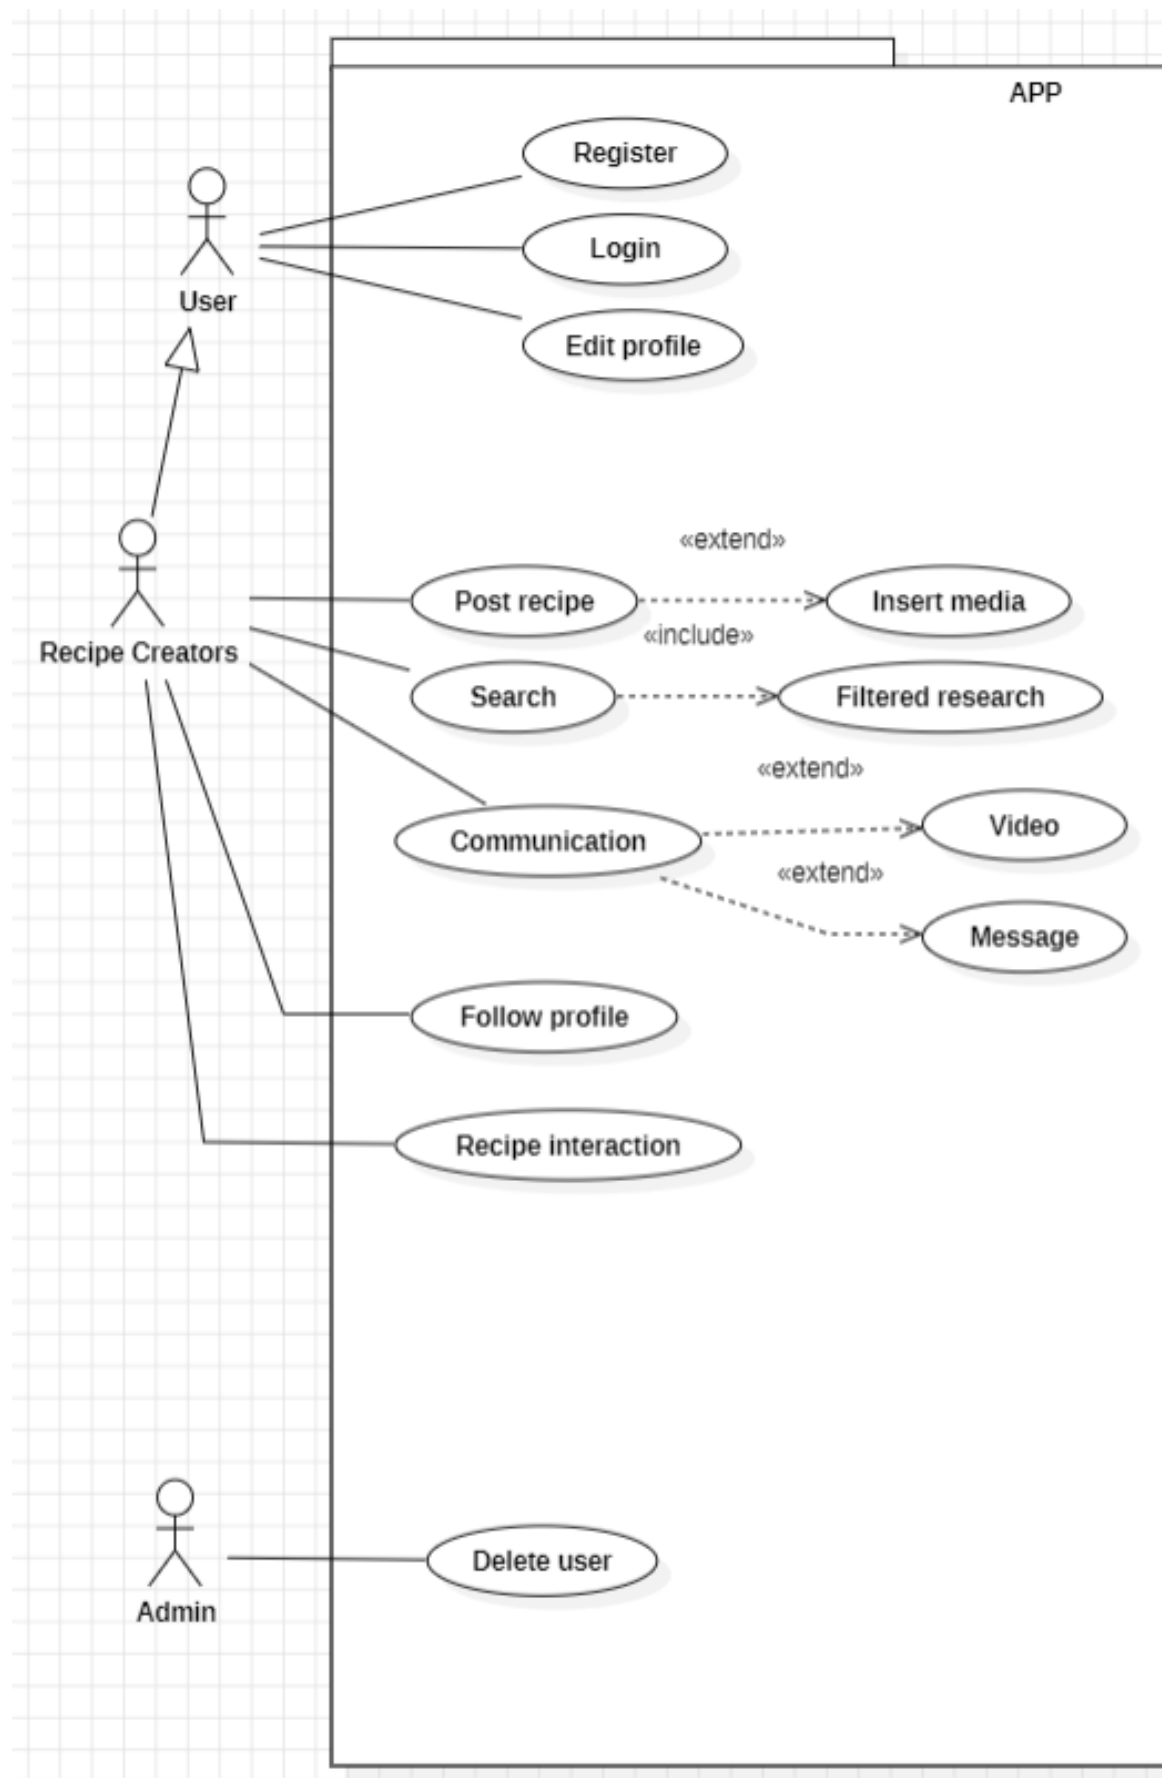 APP
Register
Login
Edit profile
User
«extend»
Post recipe
Insert media
«include»
Recipe Creators
Search
Filtered research
«extend»
Video
Communication
«extend»
Message
Follow profile
Recipe interaction
Delete user
Admin